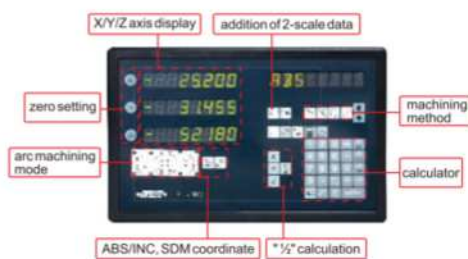 X/Y/Z axis display
addition of 2-scale data
25.200
ABS
zero setting
31.455
machining
method
52.180
arc machining
mode
calculator
ABS/INC, SDM coordinate
" ½" calculation